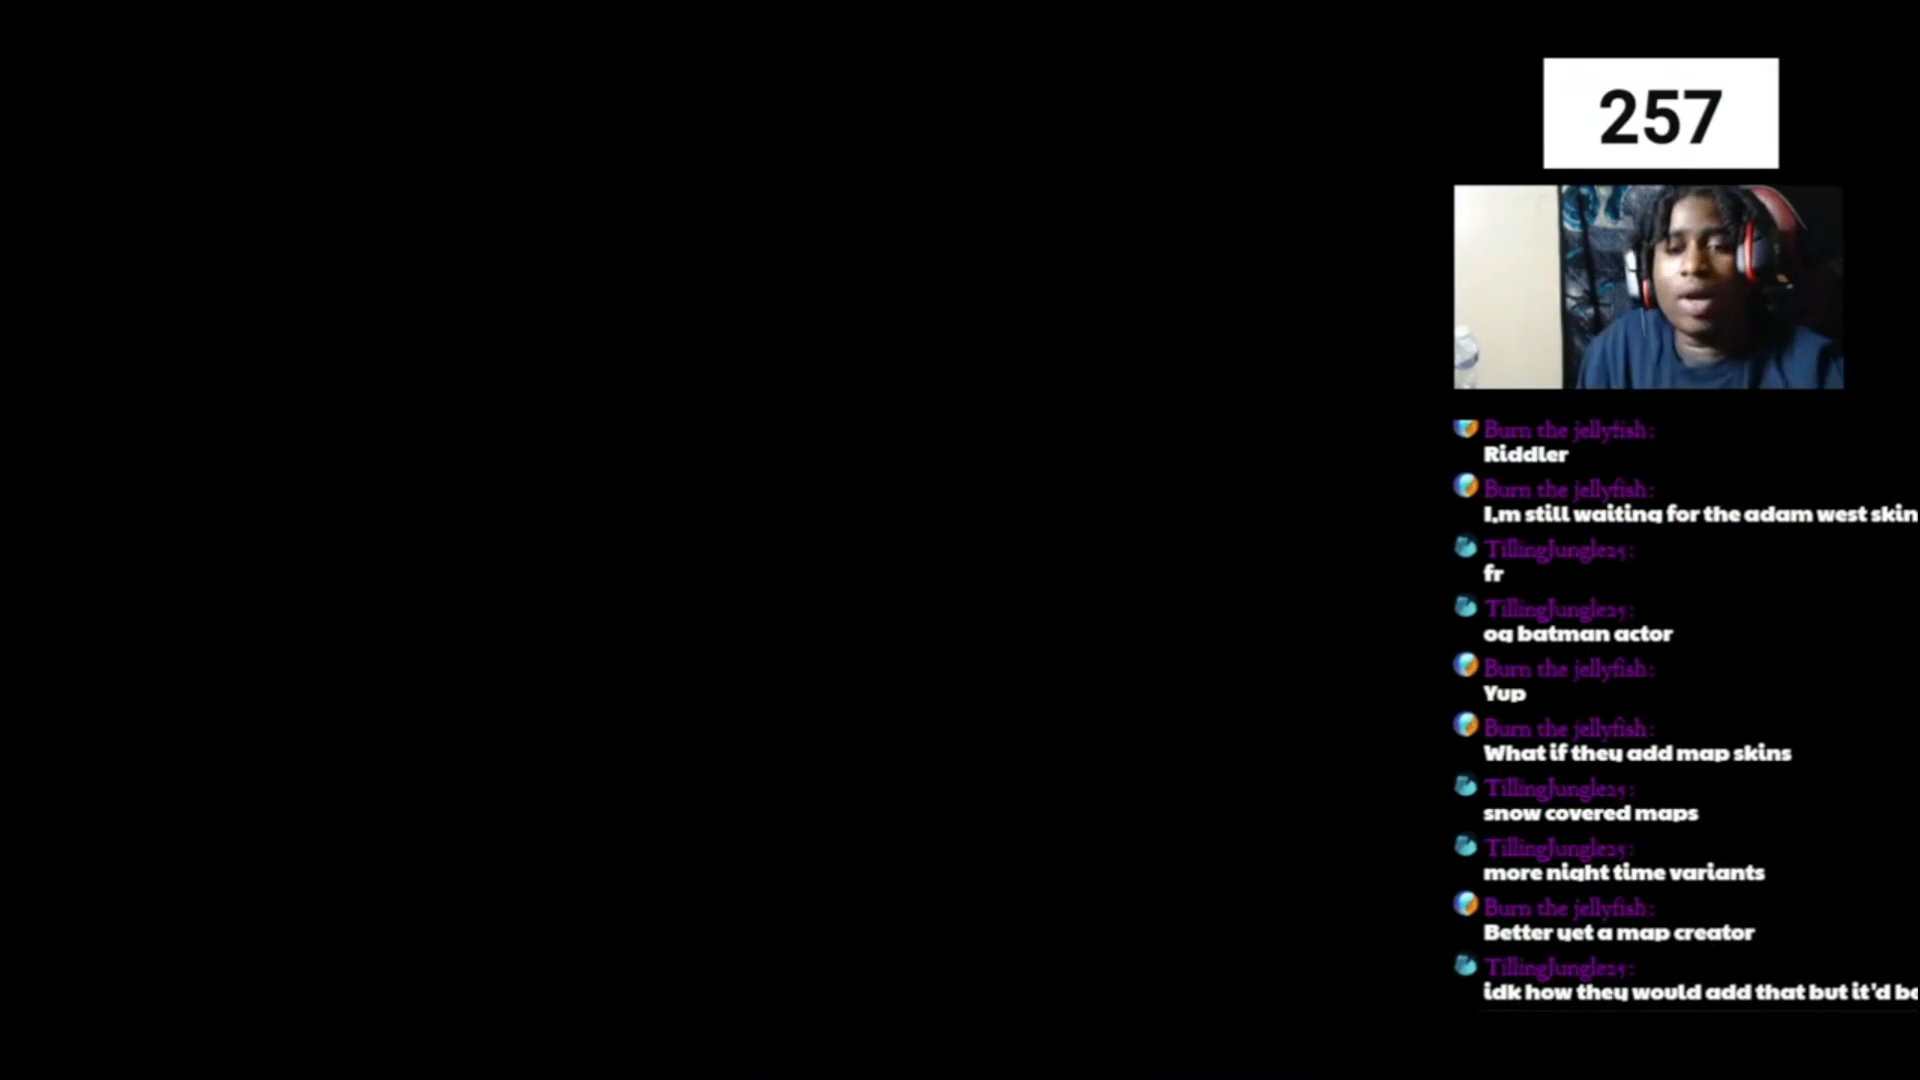 257
Burn the jellyfish:
Riddler
Burn the jellyfish:
I,m still waiting for the adam west skin
TillingJungle25:
fr
TillingJungle25:
og batman actor
Burn the jellyfish:
Yup
Burn the jellyfish:
What if they add map skins
TillingJungle25:
snow covered maps
TillingJungle25:
more night time variants
Burn the jellyfish:
Better yet a map creator
TillingJungle25:
idk how they would add that but it'd be